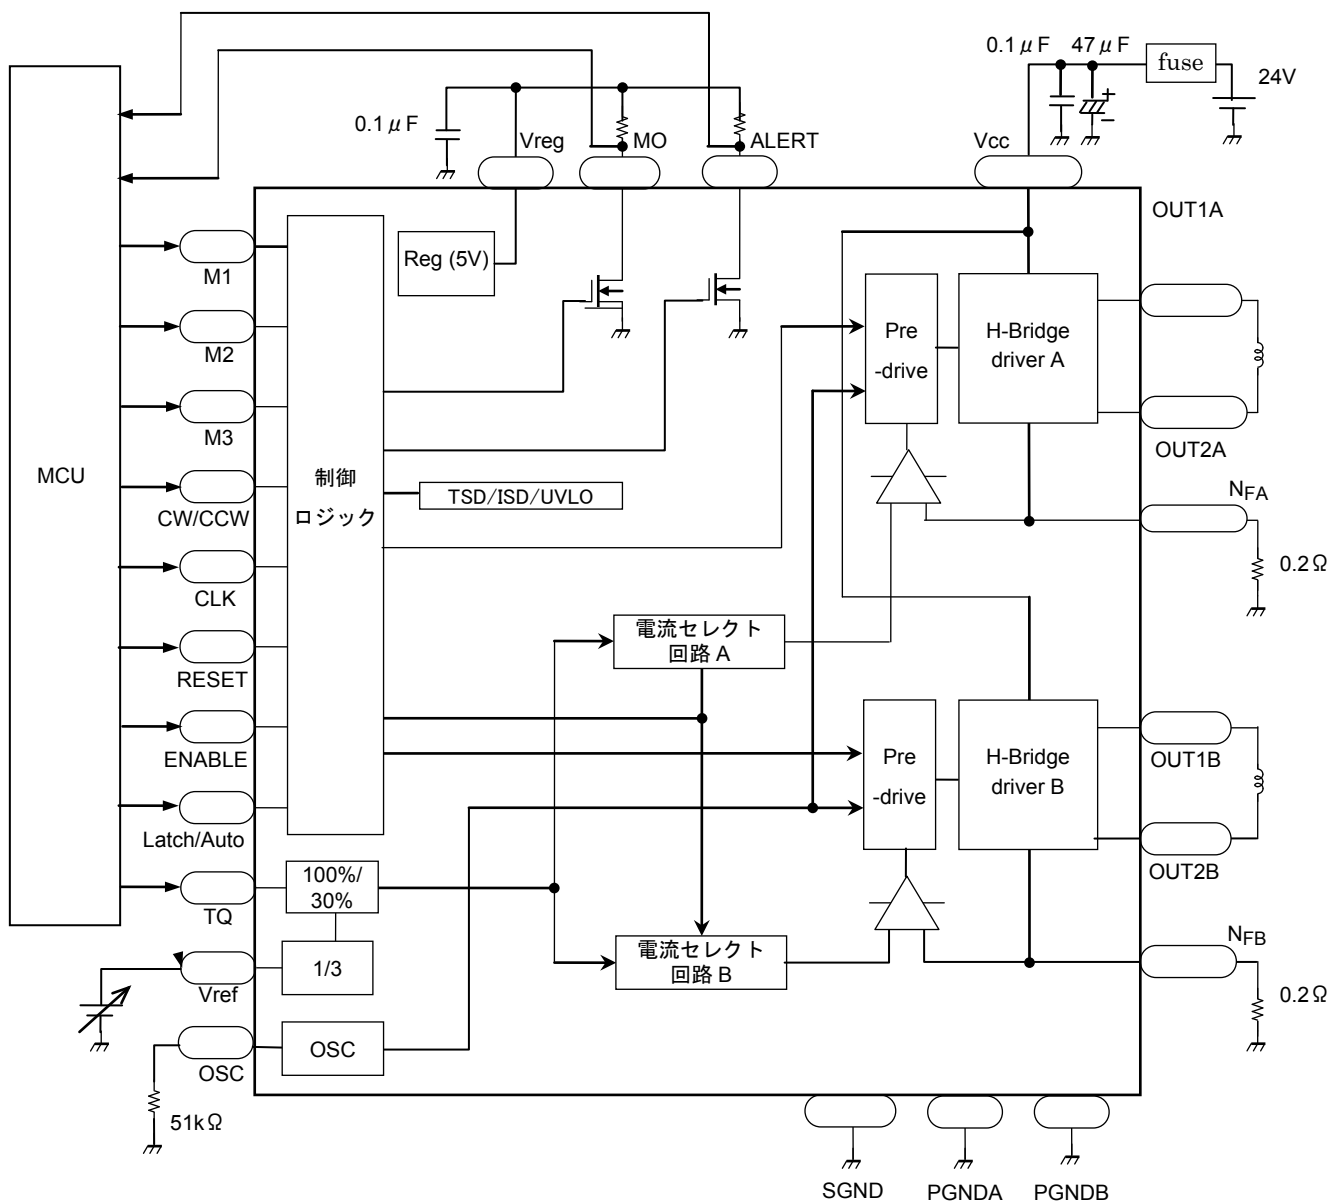 0.1μF 47μF
fuse
24V
0.1μF
Vreg
MO
ALERT
Vcc
OUT1A
Reg (5V)
M1
M2
M3
MCU
CW/CCW
CLK
RESET
ENABLE
Latch/Auto
TQ
Vref
OSC
51kΩ
制御
ロジック
TSD/ISD/UVLO
Pre
-drive
H-Bridge
driver A
OUT2A
NFA
0.2Ω
電流セレクト
回路 A
Pre
-drive
H-Bridge
driver B
OUT1B
OUT2B
100%/
30%
1/3
電流セレクト
回路 B
NFB
0.2Ω
OSC
SGND
PGNDA
PGNDB